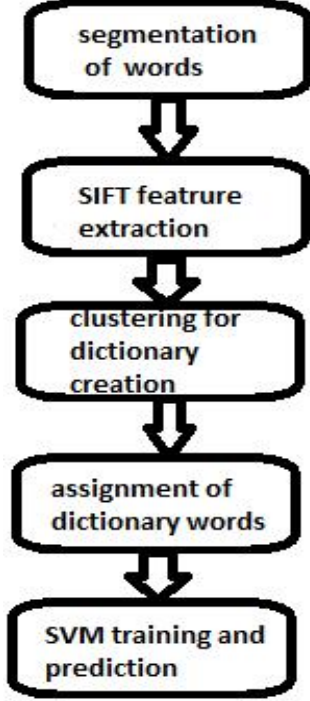 segmentation
of words
SIFT featrure
extraction
clustering for
dictionary
creation
assignment of
dictionary words
SVM training and
prediction